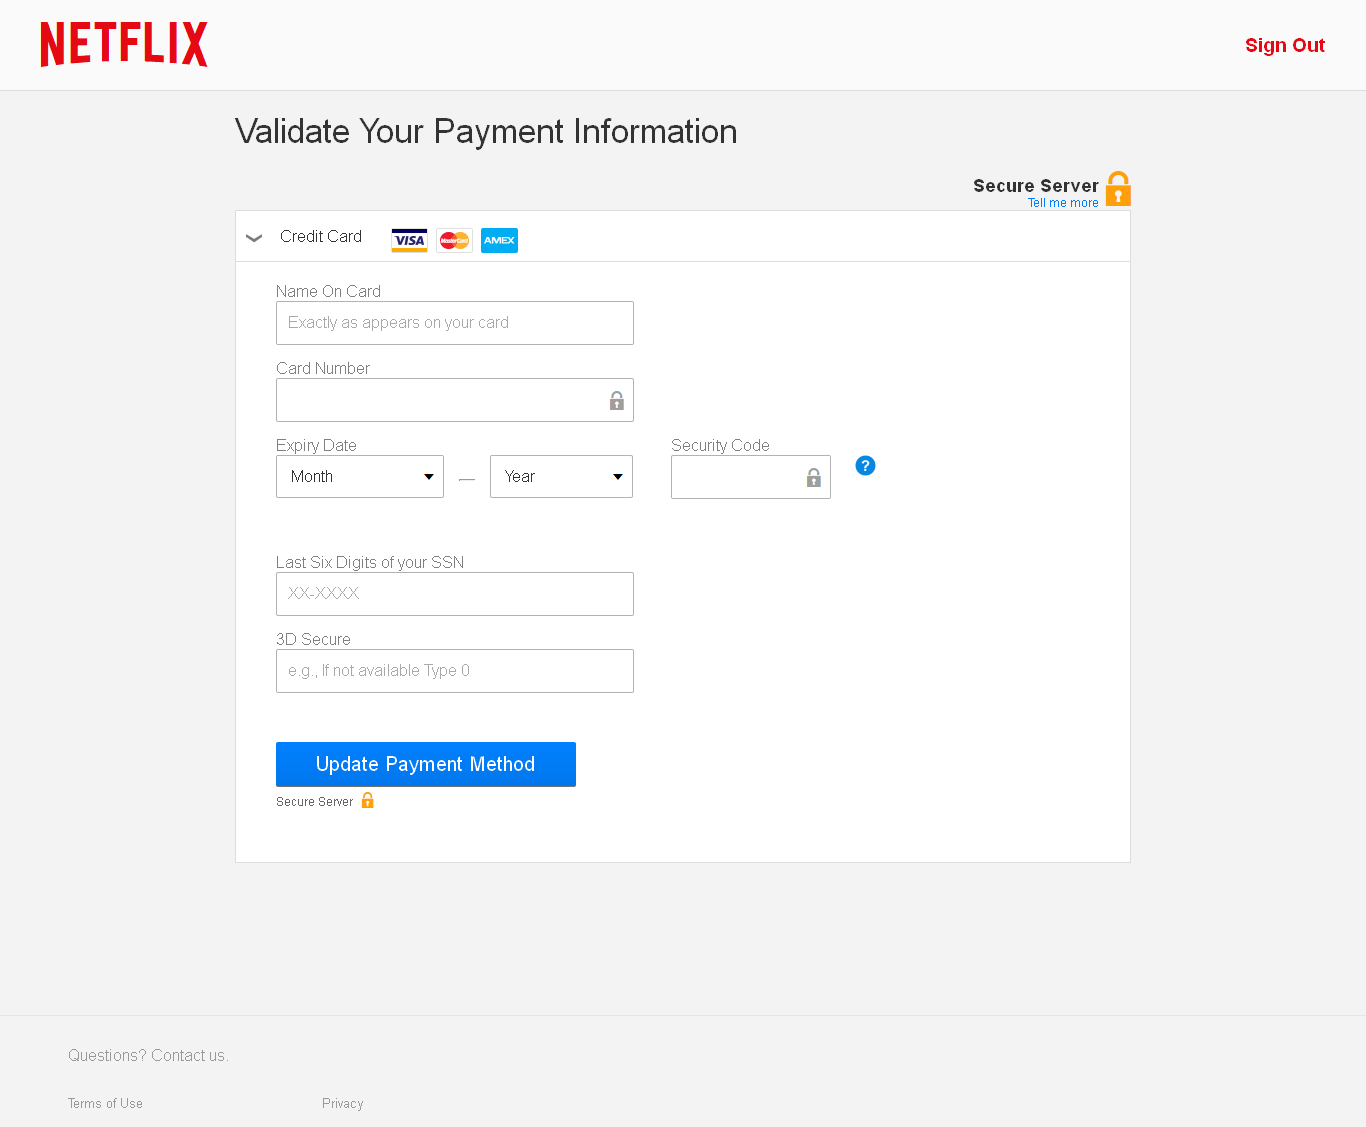 NETFLIX
Sign Out
Validate Your Payment Information
Secure Server
Tell me more
Credit Card VISA MasterCard AMEX
Name On Card
Exactly as appears on your card
Card Number
Expiry Date Security Code
Month — Year ?
Last Six Digits of your SSN
XX-XXXX
3D Secure
e.g., If not available Type 0
Update Payment Method
Secure Server
Questions? Contact us.
Terms of Use Privacy